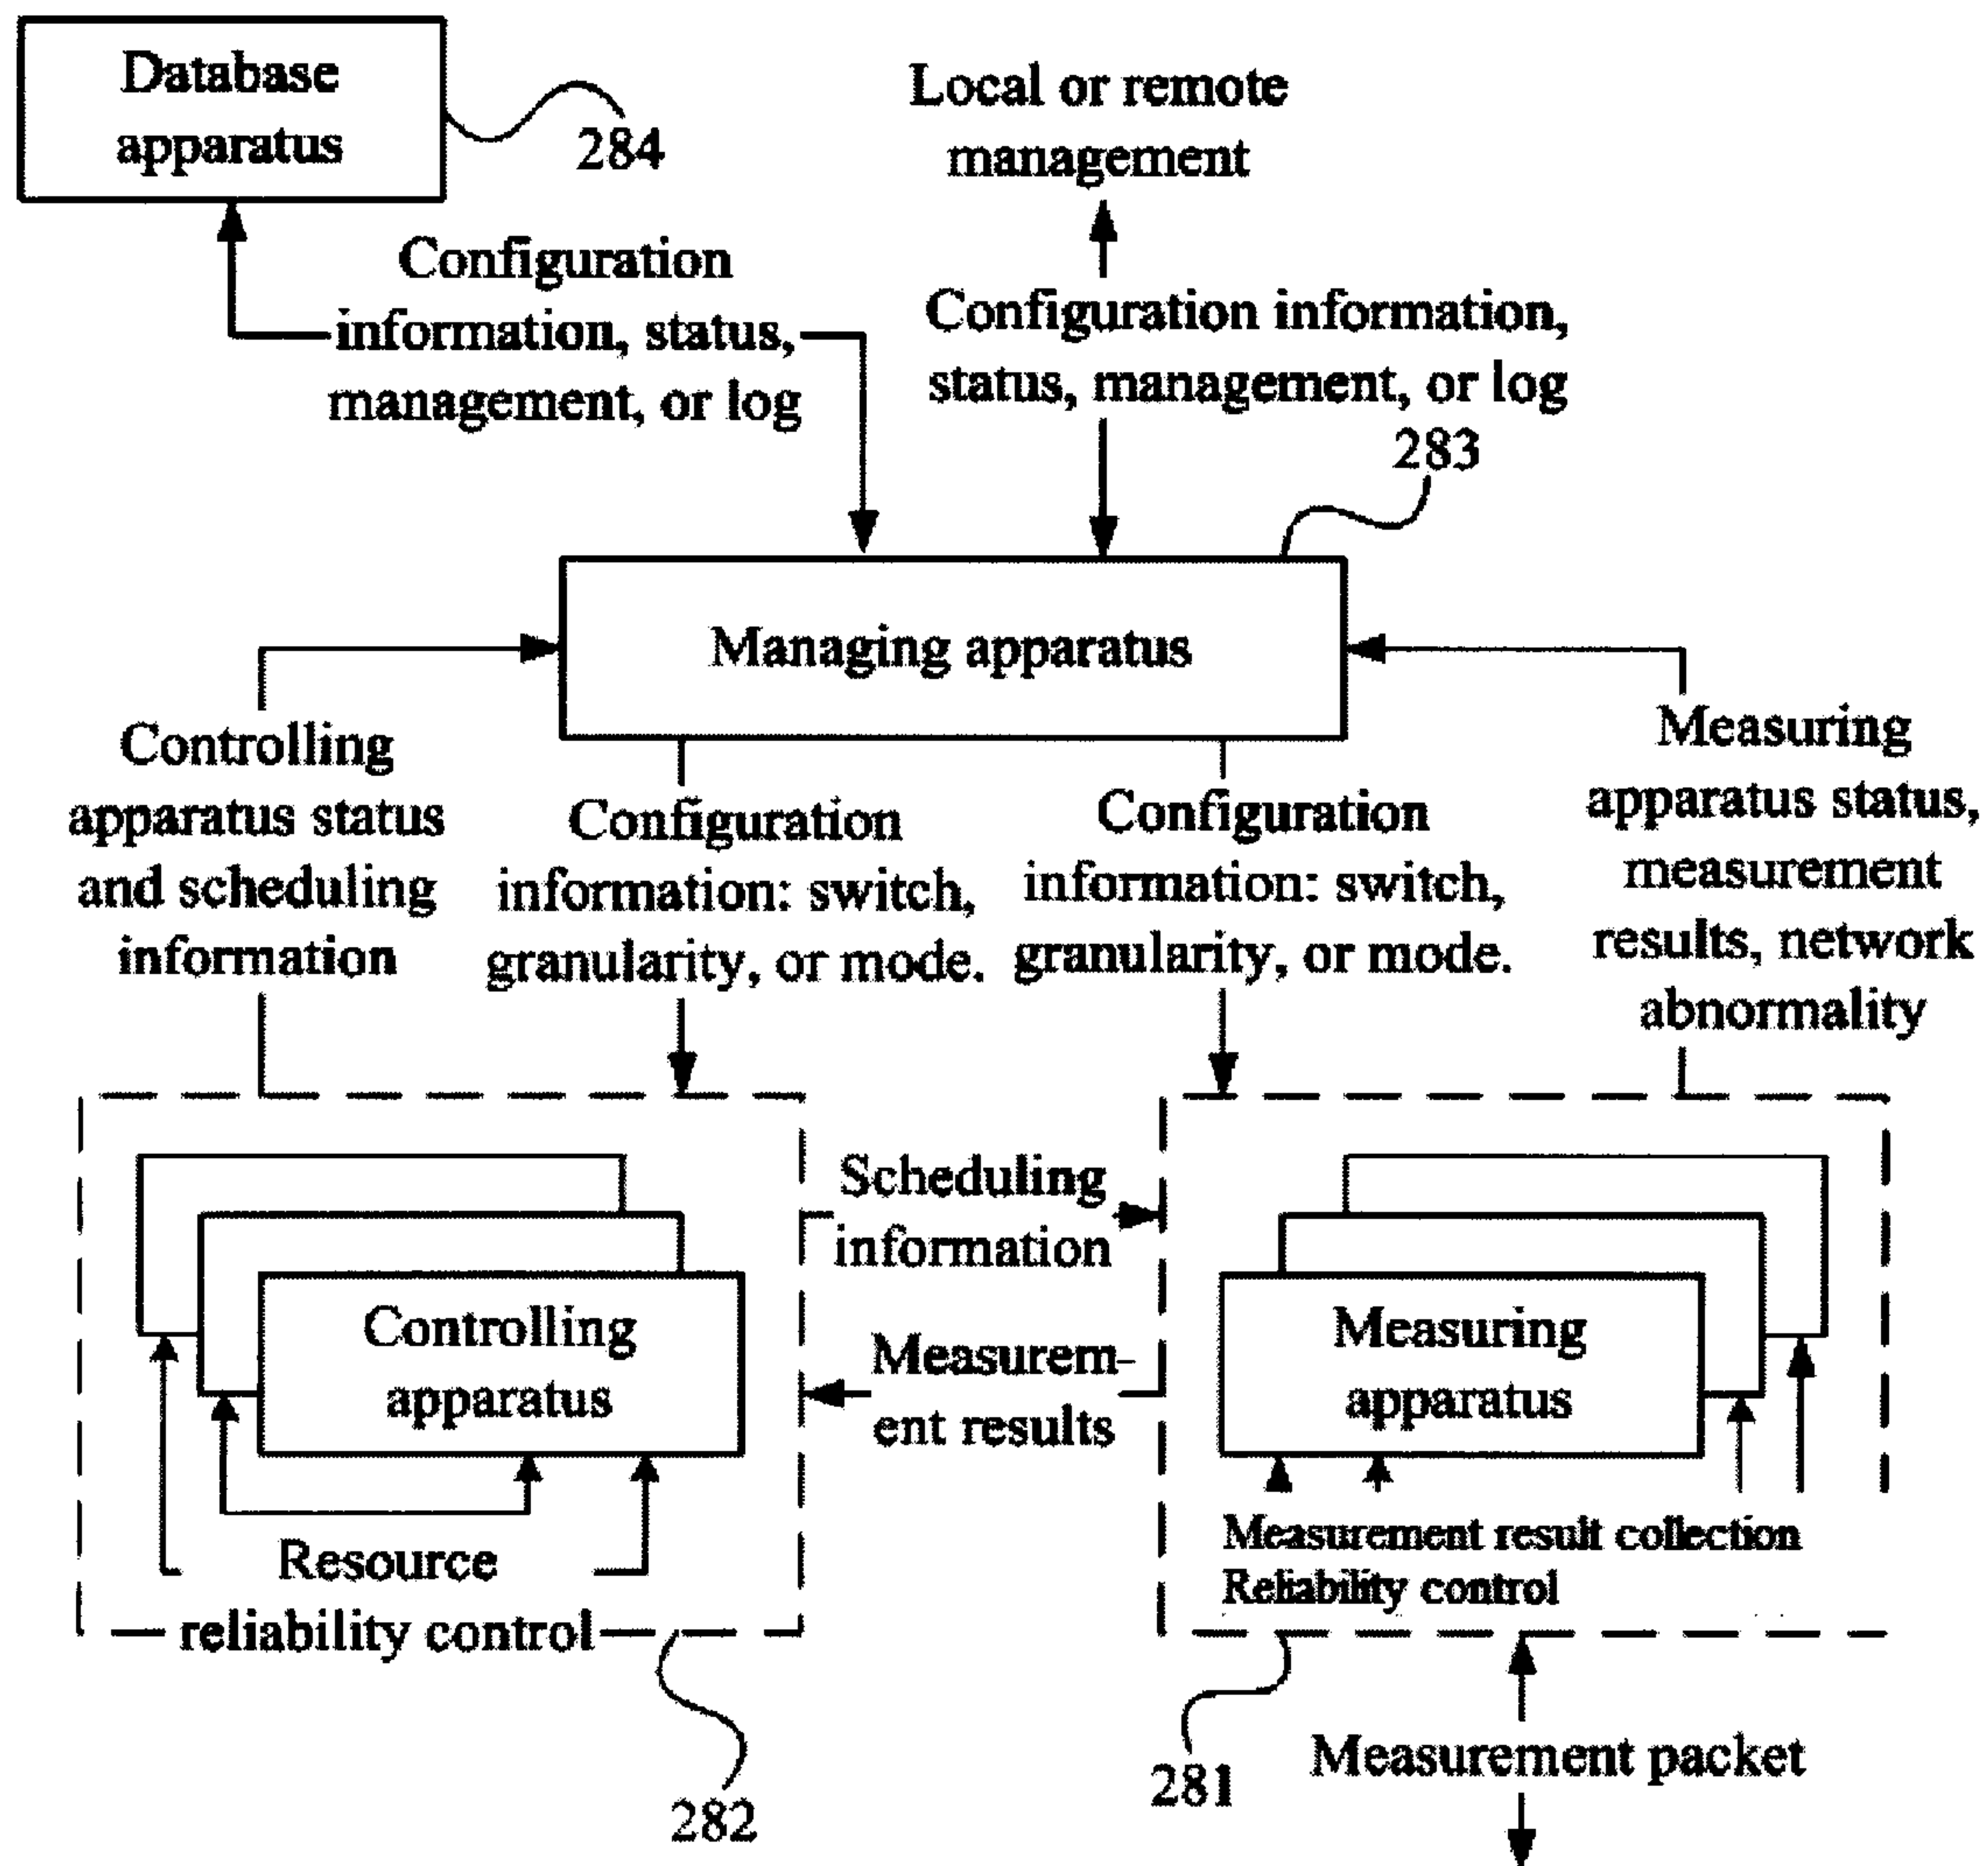 Database
apparatus
284
Local or remote
management
Configuration
information, status,
management, or log
Configuration information,
status, management, or log
283
Managing apparatus
Controlling
apparatus status
and scheduling
information
Configuration
information: switch,
granularity, or mode.
Configuration
information: switch,
granularity, or mode.
Measuring
apparatus status,
measurement
results, network
abnormality
Scheduling
information
Measurem-
ent results
Controlling
apparatus
Resource
reliability control
282
Measuring
apparatus
Measurement result collection
Reliability control
281
Measurement packet